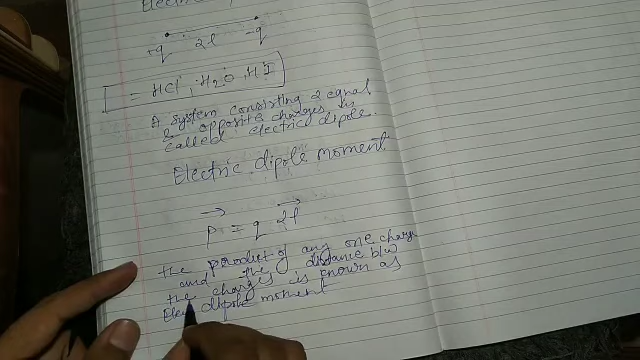 Electric
+q 2l -q
= HCl, H2O HI
A system consisting 2 equal
& opposite charges is
called electric dipole.
Electric dipole moment
p = q 2l
the product of any one charge
and the distance b/w
the charges is known as
Elec dipole moment